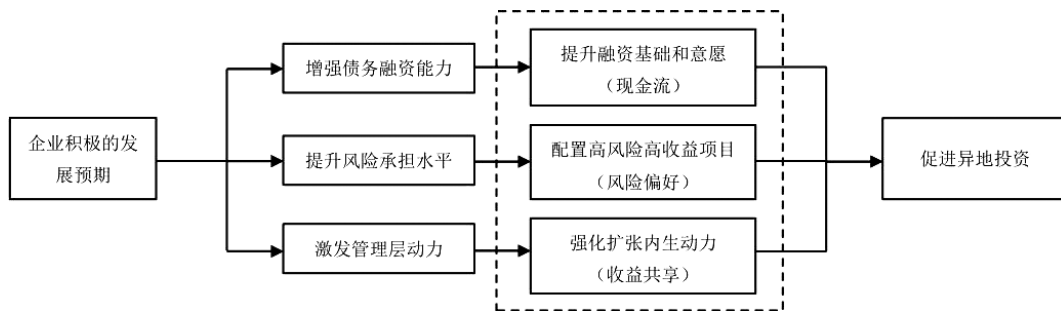 企业积极的发
展预期
增强债务融资能力
提升融资基础和意愿
（现金流）
提升风险承担水平
配置高风险高收益项目
（风险偏好）
激发管理层动力
强化扩张内生动力
（收益共享）
促进异地投资